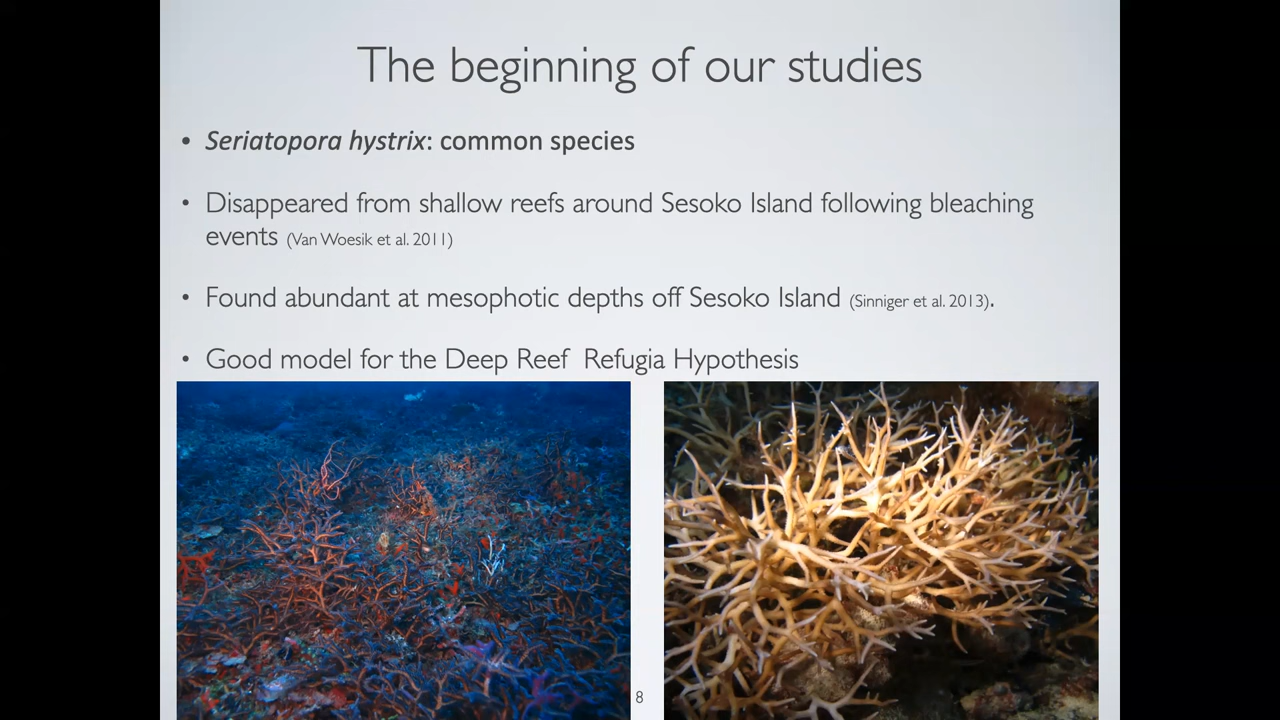 The beginning of our studies
• Seriatopora hystrix: common species
• Disappeared from shallow reefs around Sesoko Island following bleaching
events (Van Woesik et al. 2011)
• Found abundant at mesophotic depths off Sesoko Island (Sinniger et al. 2013).
• Good model for the Deep Reef Refugia Hypothesis
8